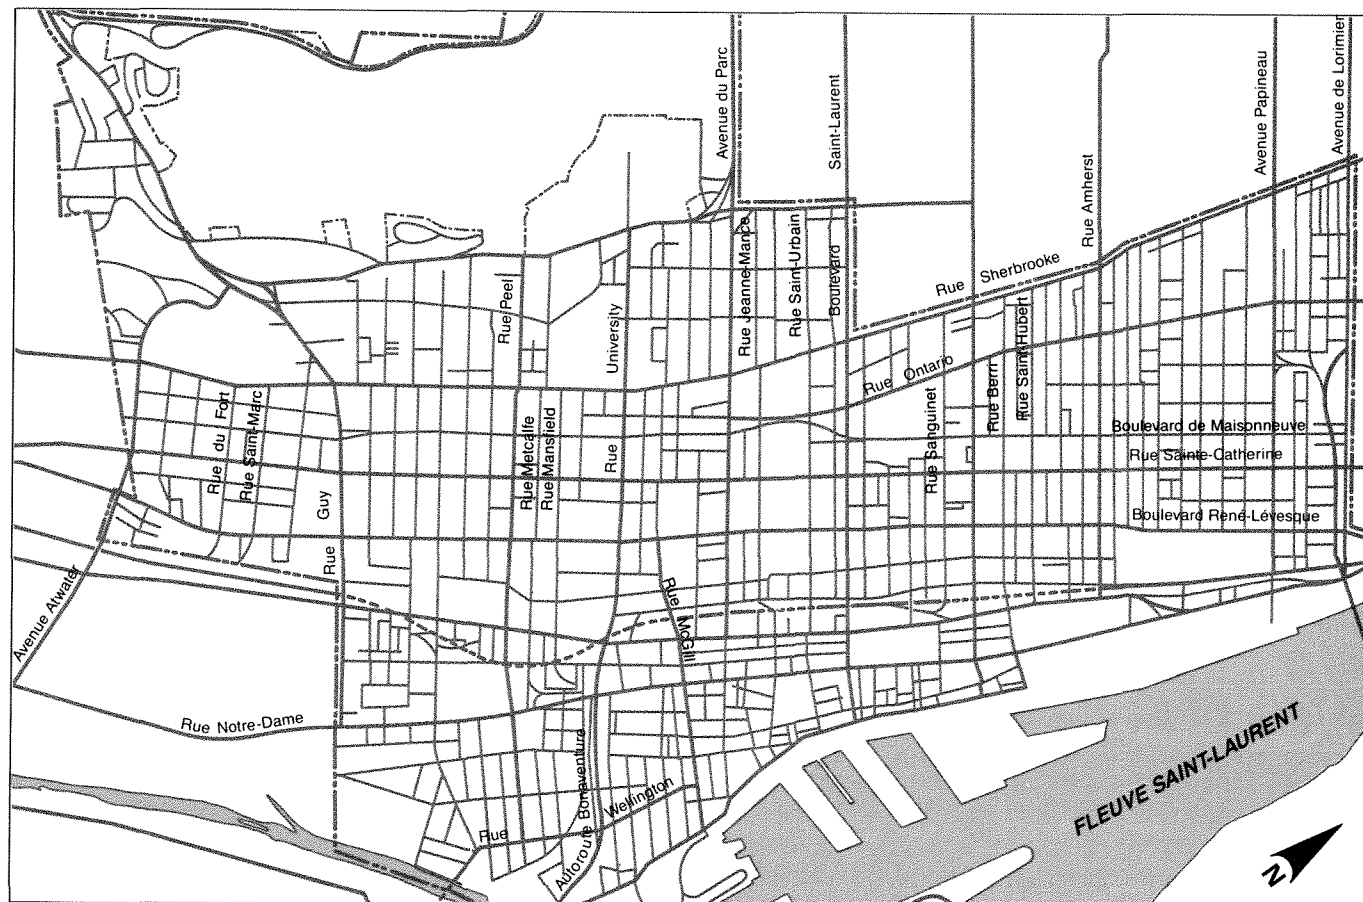 Avenue du Parc
Saint-Laurent
Boulevard
Rue Amherst
Avenue Papineau
Avenue de Lorimier
Rue Jeanne-Mance
Rue Saint-Urbain
Rue Sherbrooke
Rue Peel
University
Rue
Rue Ontario
Rue Berri
Rue Saint-Hubert
Rue Sanguinet
Rue du Fort
Rue Saint-Marc
Guy
Rue
Rue Metcalfe
Rue Mansfield
Boulevard de Maisonneuve
Rue Sainte-Catherine
Boulevard René-Lévesque
Avenue Atwater
Rue McGill
Rue Notre-Dame
Autoroute Bonaventure
Rue Wellington
FLEUVE SAINT-LAURENT
N